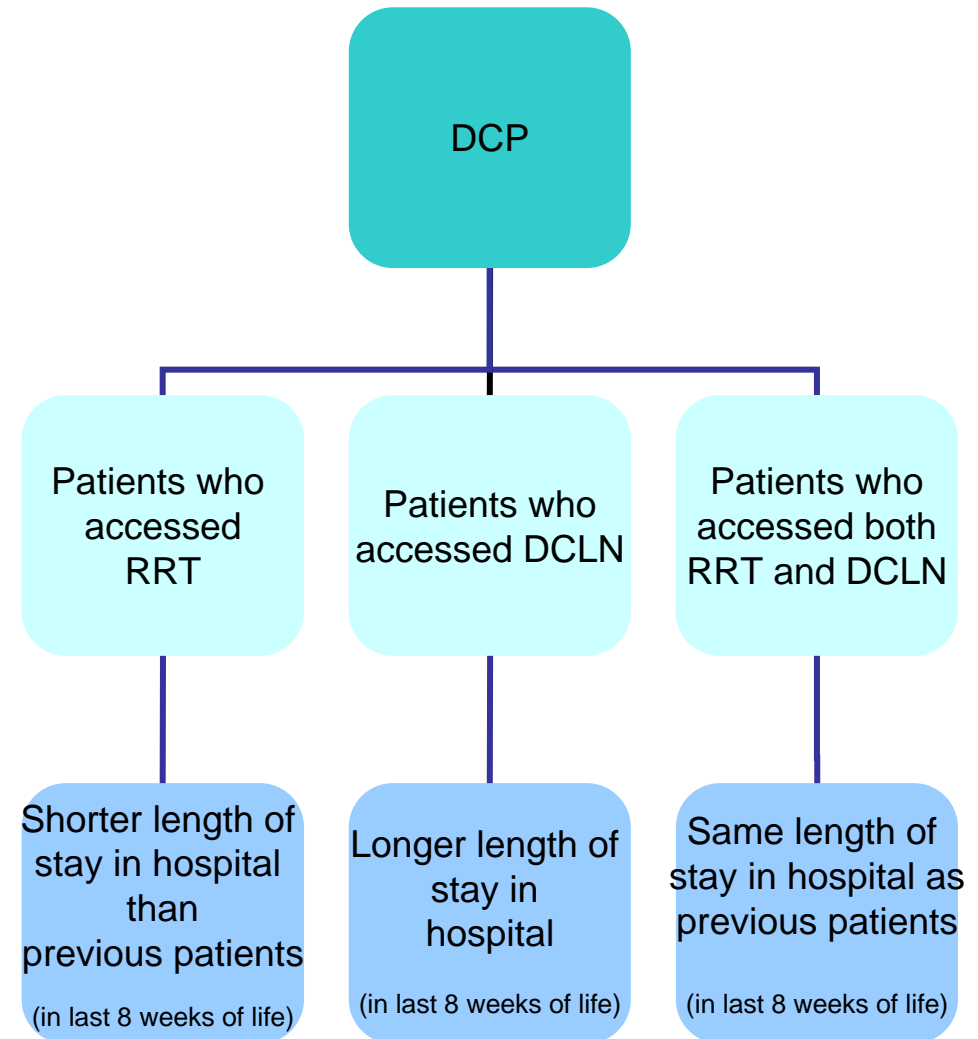 DCP
Patients who
accessed
RRT
Patients who
accessed DCLN
Patients who
accessed both
RRT and DCLN
Shorter length of
stay in hospital
than
previous patients
(in last 8 weeks of life)
Longer length of
stay in
hospital
(in last 8 weeks of life)
Same length of
stay in hospital as
previous patients
(in last 8 weeks of life)